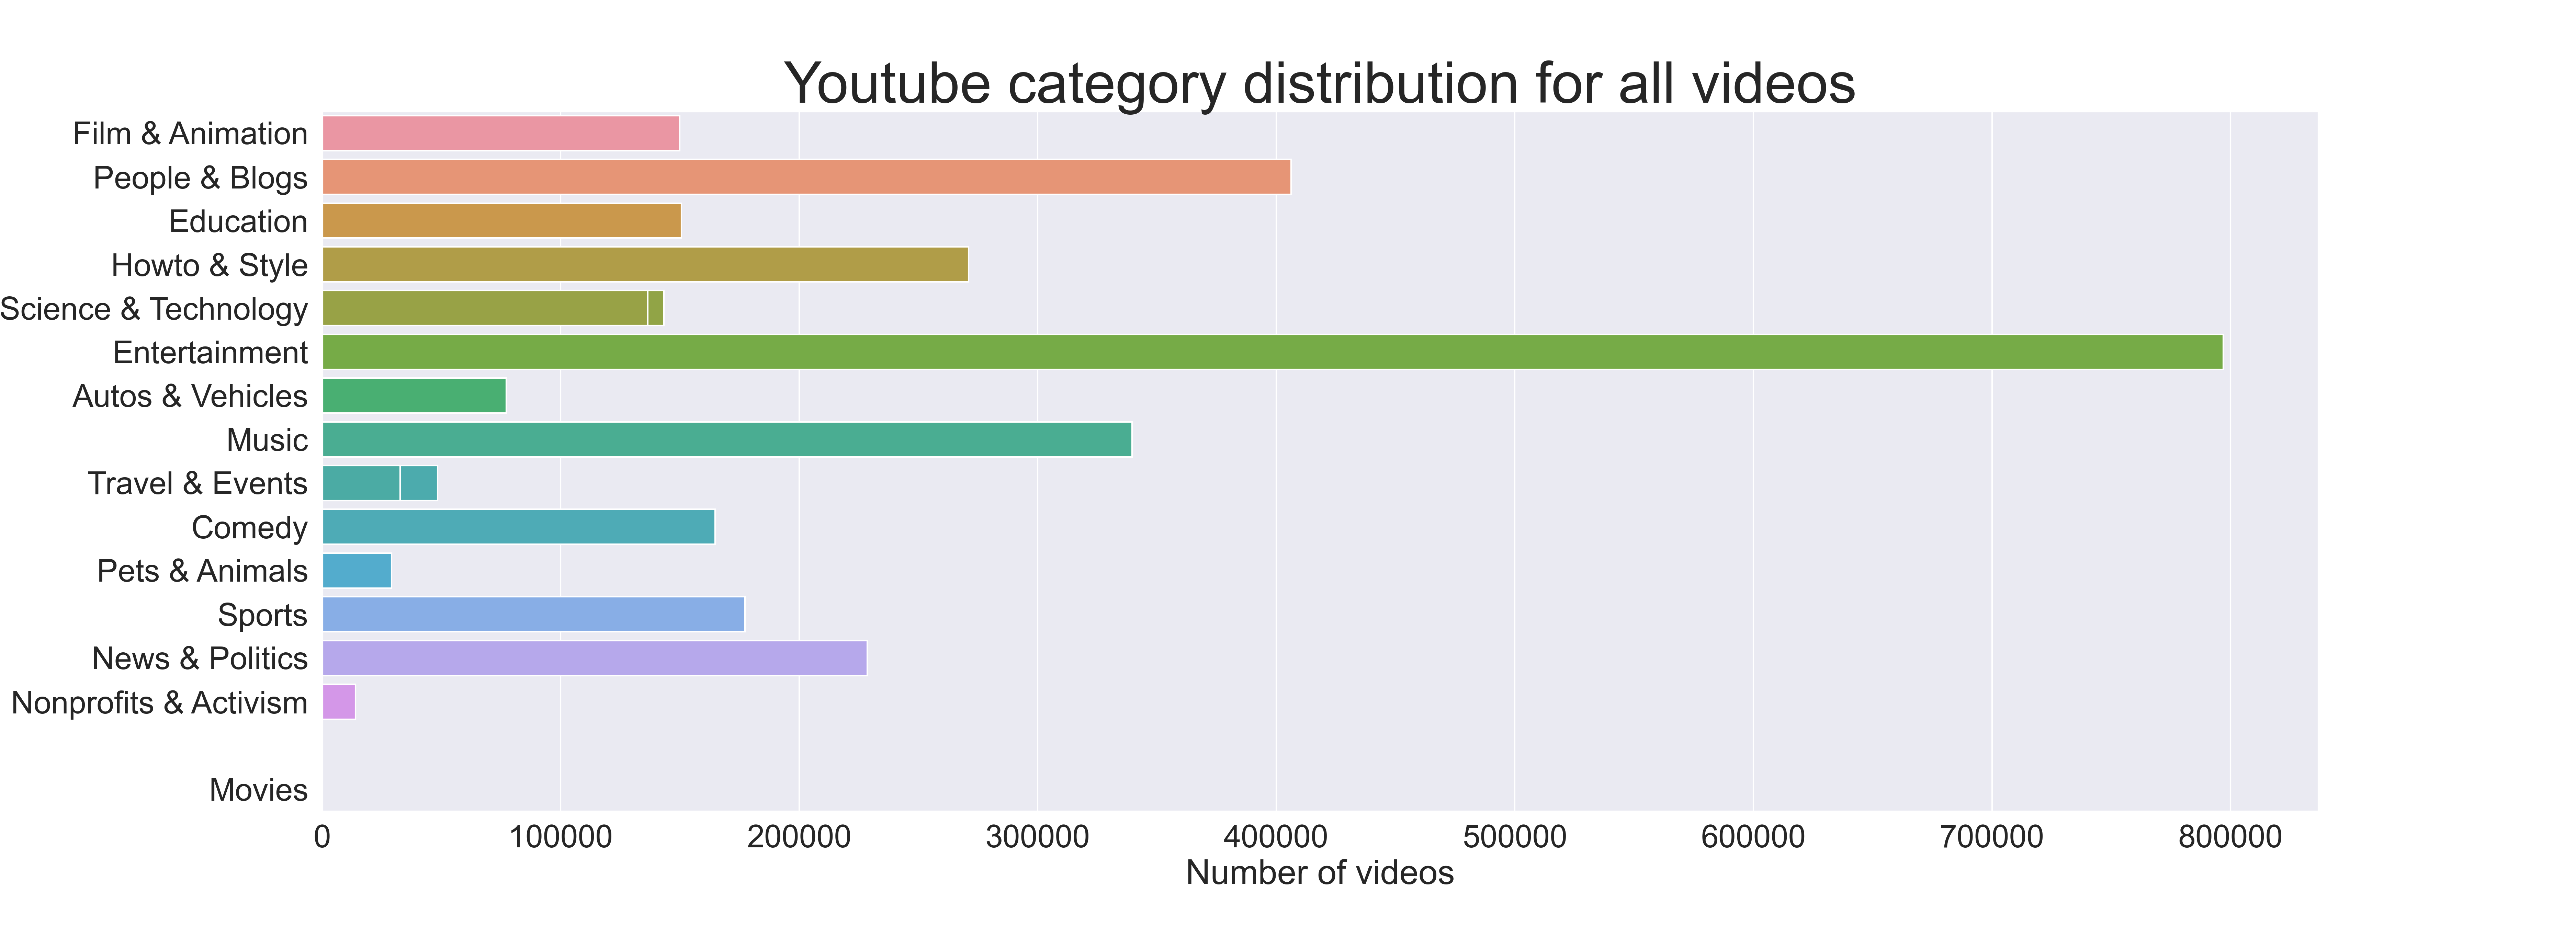 Youtube category distribution for all videos
Film & Animation
People & Blogs
Education
Howto & Style
Science & Technology
Entertainment
Autos & Vehicles
Music
Travel & Events
Comedy
Pets & Animals
Sports
News & Politics
Nonprofits & Activism
Movies
0 100000 200000 300000 400000 500000 600000 700000 800000
Number of videos